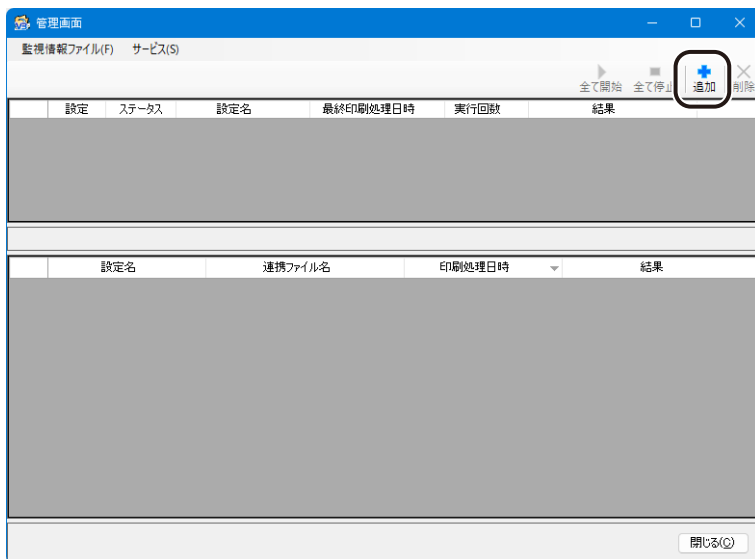 管理画面
監視情報ファイル(F) サービス(S)
全て開始 全て停止 追加 削除
設定 ステータス 設定名 最終印刷処理日時 実行回数 結果
設定名 連携ファイル名 印刷処理日時 結果
閉じる(C)